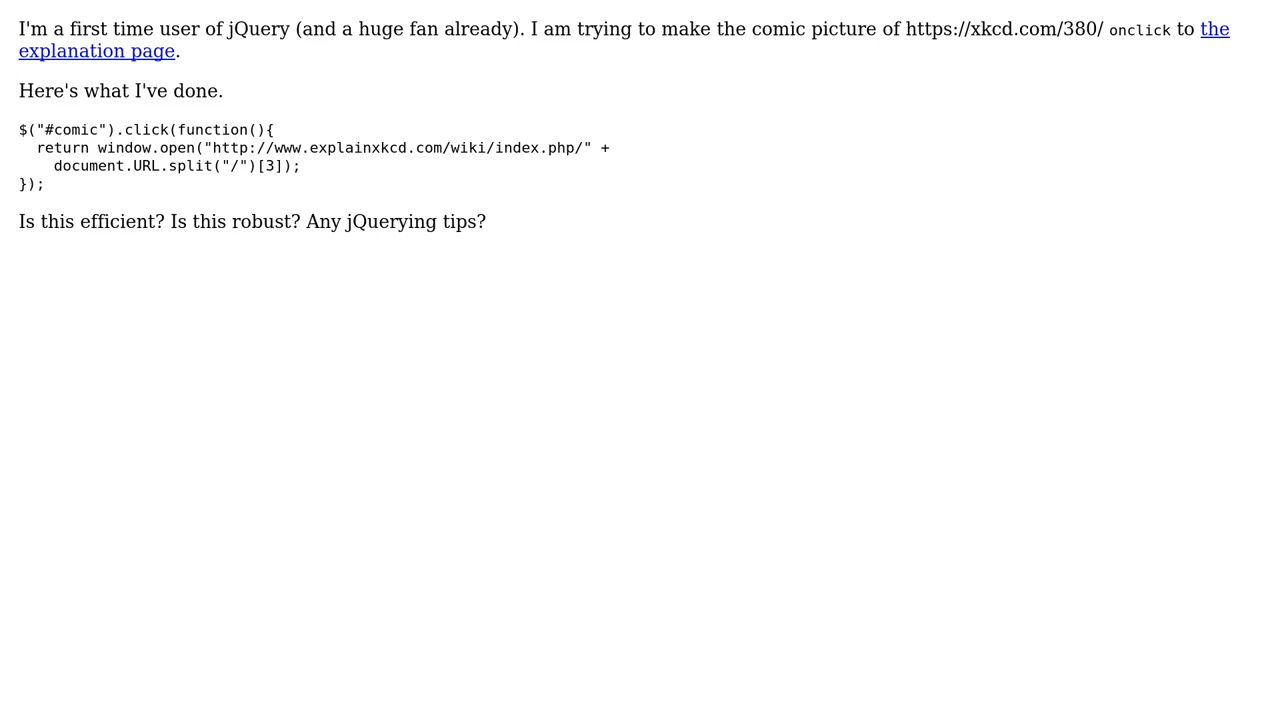 I'm a first time user of jQuery (and a huge fan already). I am trying to make the comic picture of https://xkcd.com/380/ onclick to the
explanation page.
Here's what I've done.
$("#comic").click(function(){
  return window.open("http://www.explainxkcd.com/wiki/index.php/" +
    document.URL.split("/")[3]);
});
Is this efficient? Is this robust? Any jQuerying tips?